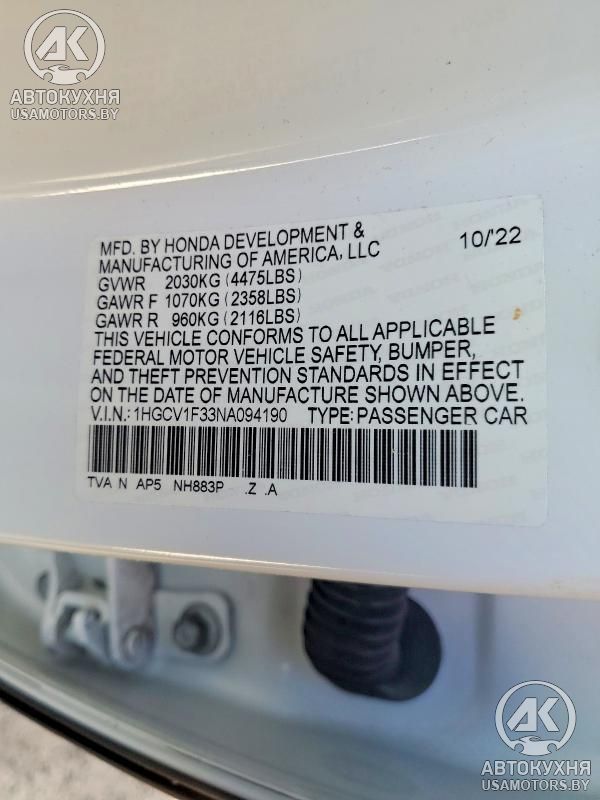 AK
АВТОКУХНЯ
USAMOTORS.BY
MFD. BY HONDA DEVELOPMENT & 10/'22
MANUFACTURING OF AMERICA, LLC
GVWR 2030KG (4475LBS)
GAWR F 1070KG (2358LBS)
GAWR R 960KG (2116LBS)
THIS VEHICLE CONFORMS TO ALL APPLICABLE
FEDERAL MOTOR VEHICLE SAFETY, BUMPER,
AND THEFT PREVENTION STANDARDS IN EFFECT
ON THE DATE OF MANUFACTURE SHOWN ABOVE.
V.I.N.: 1HGCV1F33NA094190 TYPE: PASSENGER CAR
TVA N AP5 NH883P .Z .A
AK
АВТОКУХНЯ
USAMOTORS.BY